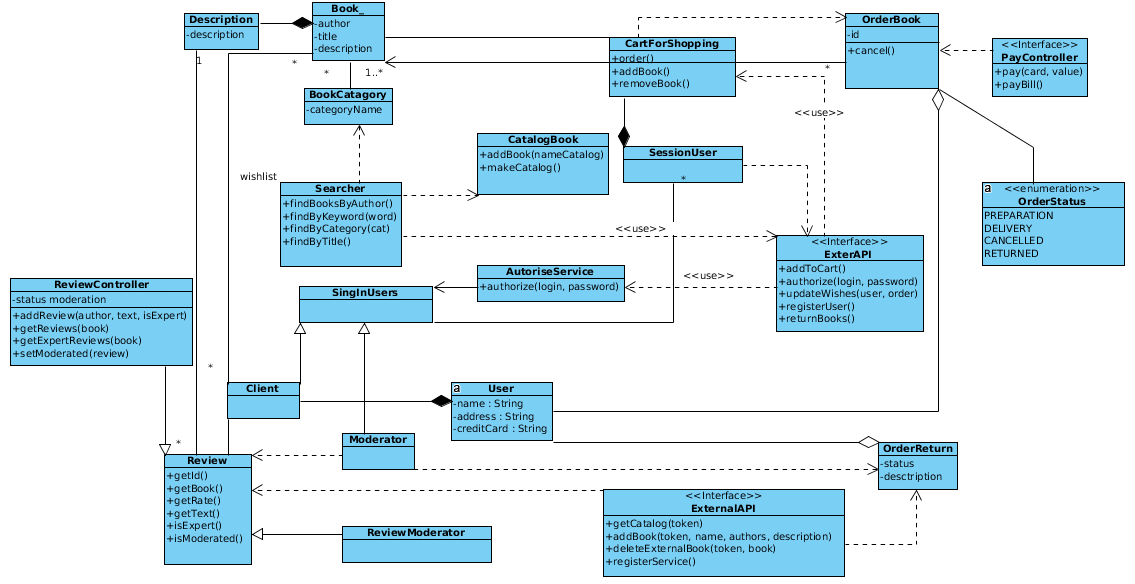 Description
-description
Book_
-author
-title
-description
CartForShopping
+order()
+addBook()
+removeBook()
OrderBook
-id
+cancel()
<<Interface>>
PayController
+pay(card, value)
+payBill()
1
*
*
1..*
*
BookCatagory
-categoryName
<<use>>
CatalogBook
+addBook(nameCatalog)
+makeCatalog()
SessionUser
*
wishlist
Searcher
+findBooksByAuthor()
+findByKeyword(word)
+findByCategory(cat)
+findByTitle()
a
<<enumeration>>
OrderStatus
PREPARATION
DELIVERY
CANCELLED
RETURNED
<<use>>
<<Interface>>
ExterAPI
+addToCart()
+authorize(login, password)
+updateWishes(user, order)
+registerUser()
+returnBooks()
<<use>>
AutoriseService
+authorize(login, password)
SingInUsers
ReviewController
-status moderation
+addReview(author, text, isExpert)
+getReviews(book)
+getExpertReviews(book)
+setModerated(review)
*
Client
a
User
-name : String
-address : String
-creditCard : String
*
Moderator
Review
+getId()
+getBook()
+getRate()
+getText()
+isExpert()
+isModerated()
OrderReturn
-status
-desctription
<<Interface>>
ExternalAPI
+getCatalog(token)
+addBook(token, name, authors, description)
+deleteExternalBook(token, book)
+registerService()
ReviewModerator